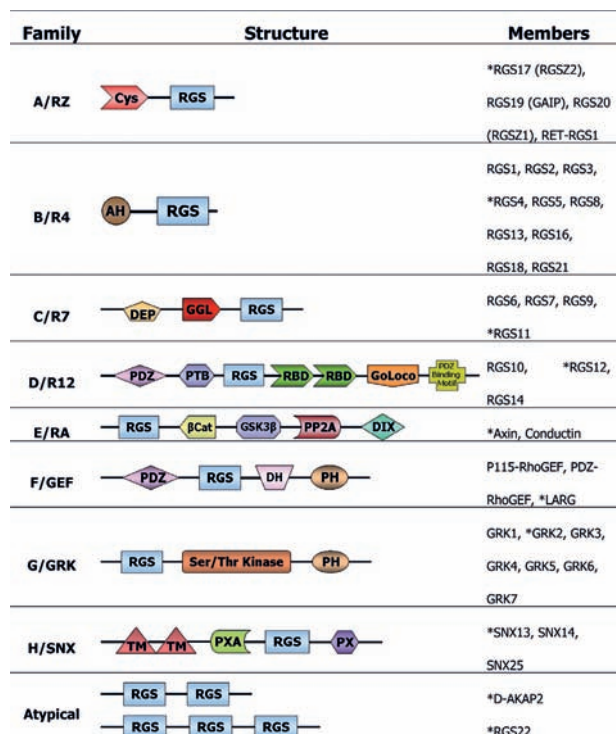 Family Structure Members
A/RZ
Cys RGS
*RGS17 (RGSZ2),
RGS19 (GAIP), RGS20
(RGSZ1), RET-RGS1
B/R4
AH RGS
RGS1, RGS2, RGS3,
*RGS4, RGS5, RGS8,
RGS13, RGS16,
RGS18, RGS21
C/R7
DEP GGL RGS
RGS6, RGS7, RGS9,
*RGS11
D/R12
PDZ PTB RGS RBD RBD GoLoco
PDZ
Binding
Motif
RGS10, *RGS12,
RGS14
E/RA
RGS βCat GSK3β PP2A DIX
*Axin, Conductin
F/GEF
PDZ RGS DH PH
P115-RhoGEF, PDZ-
RhoGEF, *LARG
G/GRK
RGS Ser/Thr Kinase PH
GRK1, *GRK2, GRK3,
GRK4, GRK5, GRK6,
GRK7
H/SNX
TM TM PXA RGS PX
*SNX13, SNX14,
SNX25
Atypical
RGS RGS
*D-AKAP2
RGS RGS RGS
*RGS22